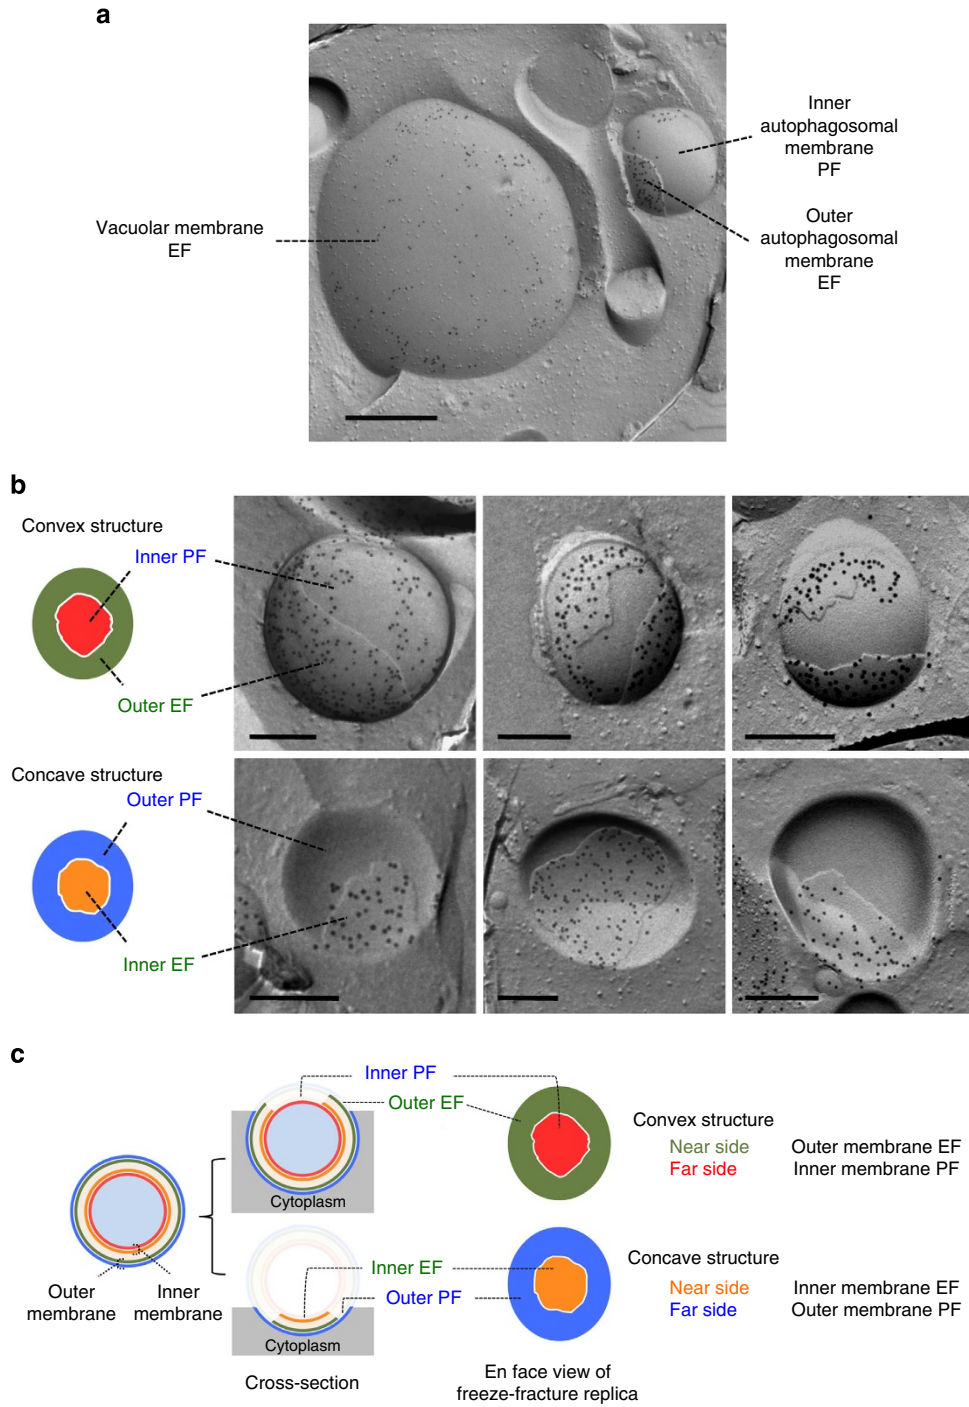 a
Inner
autophagosomal
membrane
PF
Vacuolar membrane
EF
Outer
autophagosomal
membrane
EF
b
Convex structure
Inner PF
Outer EF
Concave structure
Outer PF
Inner EF
c
Inner PF
Outer EF
Cytoplasm
Convex structure
Near side Outer membrane EF
Far side Inner membrane PF
Outer
membrane
Inner
membrane
Inner EF
Outer PF
Cytoplasm
Concave structure
Near side Inner membrane EF
Far side Outer membrane PF
Cross-section
En face view of
freeze-fracture replica